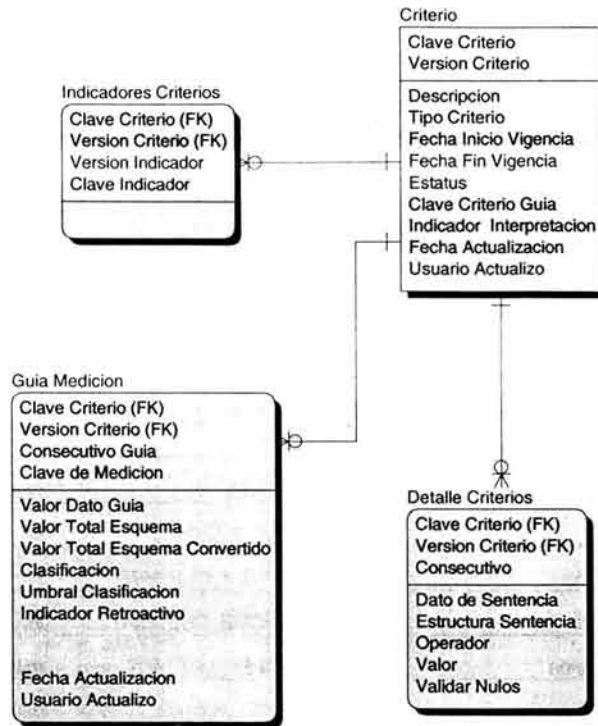 Criterio
Clave Criterio
Version Criterio
Descripcion
Tipo Criterio
Fecha Inicio Vigencia
Fecha Fin Vigencia
Estatus
Clave Criterio Guia
Indicador Interpretacion
Fecha Actualizacion
Usuario Actualizo
Indicadores Criterios
Clave Criterio (FK)
Version Criterio (FK)
Version Indicador
Clave Indicador
Guia Medicion
Clave Criterio (FK)
Version Criterio (FK)
Consecutivo Guia
Clave de Medicion
Valor Dato Guia
Valor Total Esquema
Valor Total Esquema Convertido
Clasificacion
Umbral Clasificacion
Indicador Retroactivo
Fecha Actualizacion
Usuario Actualizo
Detalle Criterios
Clave Criterio (FK)
Version Criterio (FK)
Consecutivo
Dato de Sentencia
Estructura Sentencia
Operador
Valor
Validar Nulos